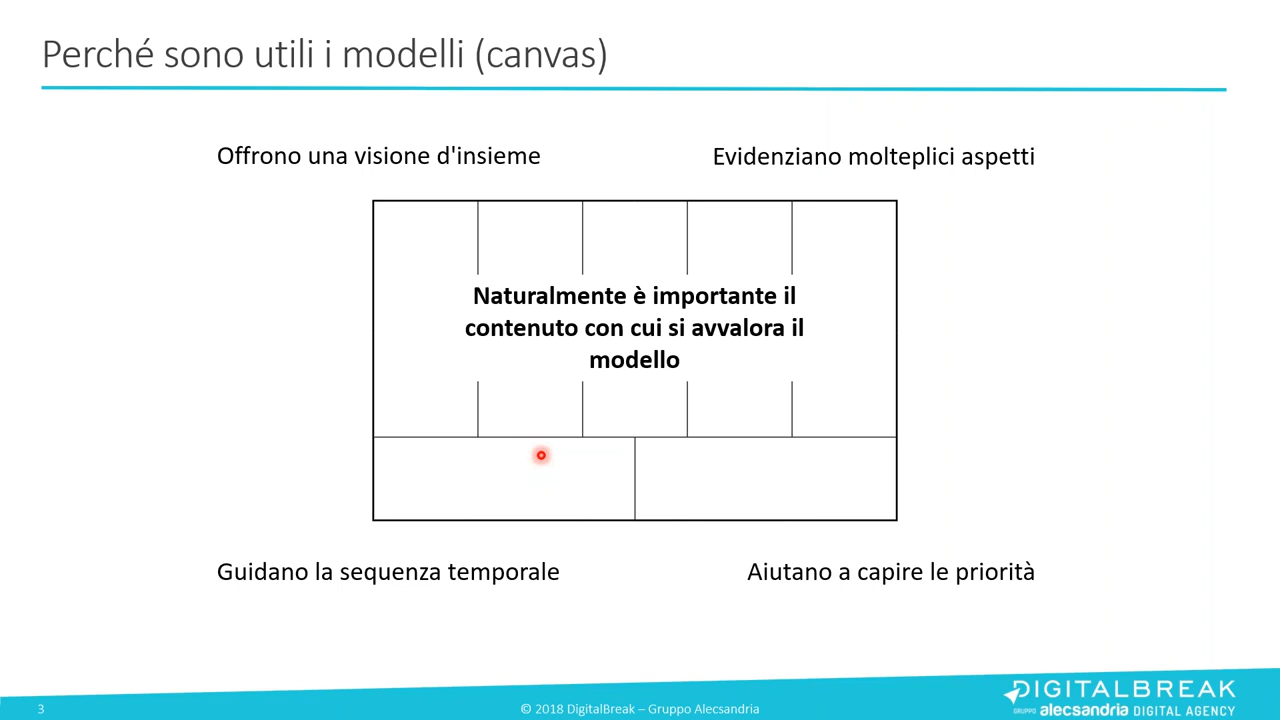 Perché sono utili i modelli (canvas)
Offrono una visione d'insieme
Evidenziano molteplici aspetti
Naturalmente è importante il
contenuto con cui si avvalora il
modello
Guidano la sequenza temporale
Aiutano a capire le priorità
3
© 2018 DigitalBreak – Gruppo Alecsandria
DIGITALBREAK
GRUPPO alecsandria DIGITAL AGENCY